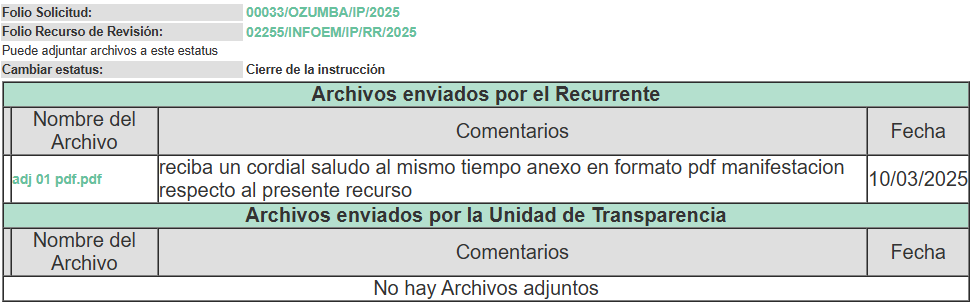 Folio Solicitud: 00033/OZUMBA/IP/2025
Folio Recurso de Revisión: 02255/INFOEM/IP/RR/2025
Puede adjuntar archivos a este estatus
Cambiar estatus: Cierre de la instrucción
Archivos enviados por el Recurrente
Nombre del Archivo Comentarios Fecha
adj 01 pdf.pdf reciba un cordial saludo al mismo tiempo anexo en formato pdf manifestacion respecto al presente recurso 10/03/2025
Archivos enviados por la Unidad de Transparencia
Nombre del Archivo Comentarios Fecha
No hay Archivos adjuntos